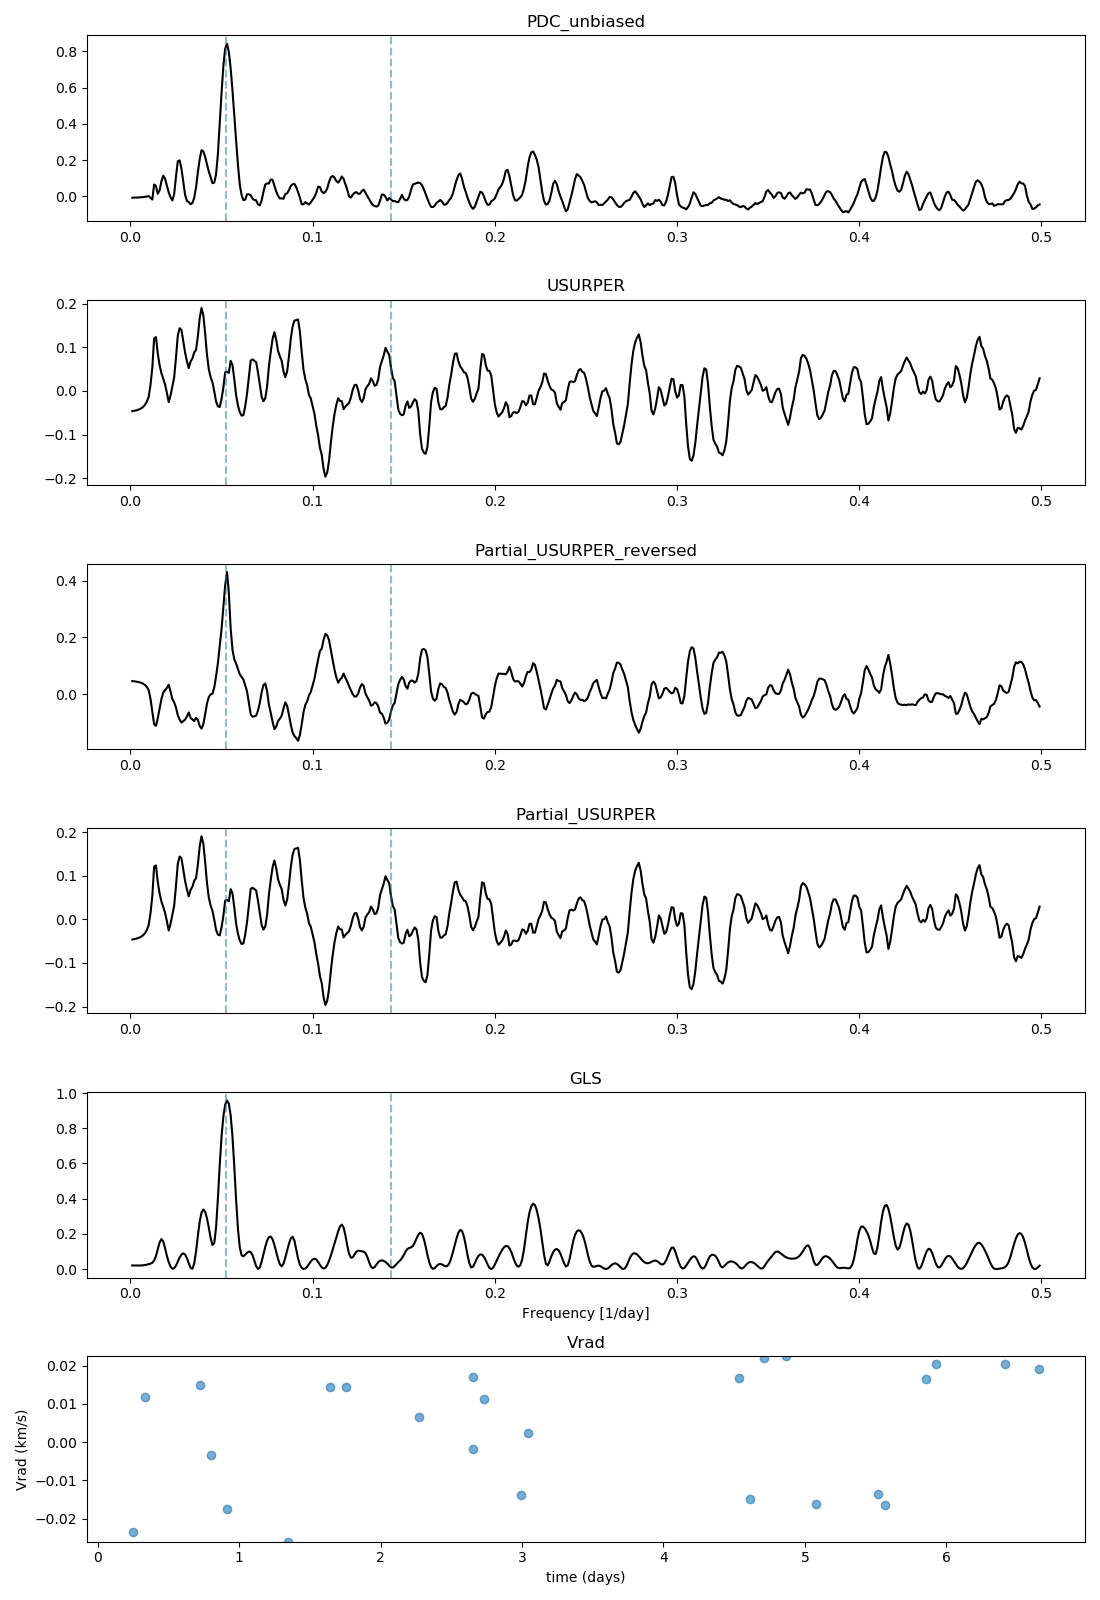 PDC_unbiased
0.8
0.6
0.4
0.2
0.0
0.0 0.1 0.2 0.3 0.4 0.5
USURPER
0.2
0.1
0.0
−0.1
−0.2
0.0 0.1 0.2 0.3 0.4 0.5
Partial_USURPER_reversed
0.4
0.2
0.0
0.0 0.1 0.2 0.3 0.4 0.5
Partial_USURPER
0.2
0.1
0.0
−0.1
−0.2
0.0 0.1 0.2 0.3 0.4 0.5
GLS
1.0
0.8
0.6
0.4
0.2
0.0
0.0 0.1 0.2 0.3 0.4 0.5
Frequency [1/day]
Vrad
Vrad (km/s)
0.02
0.01
0.00
−0.01
−0.02
0 1 2 3 4 5 6
time (days)